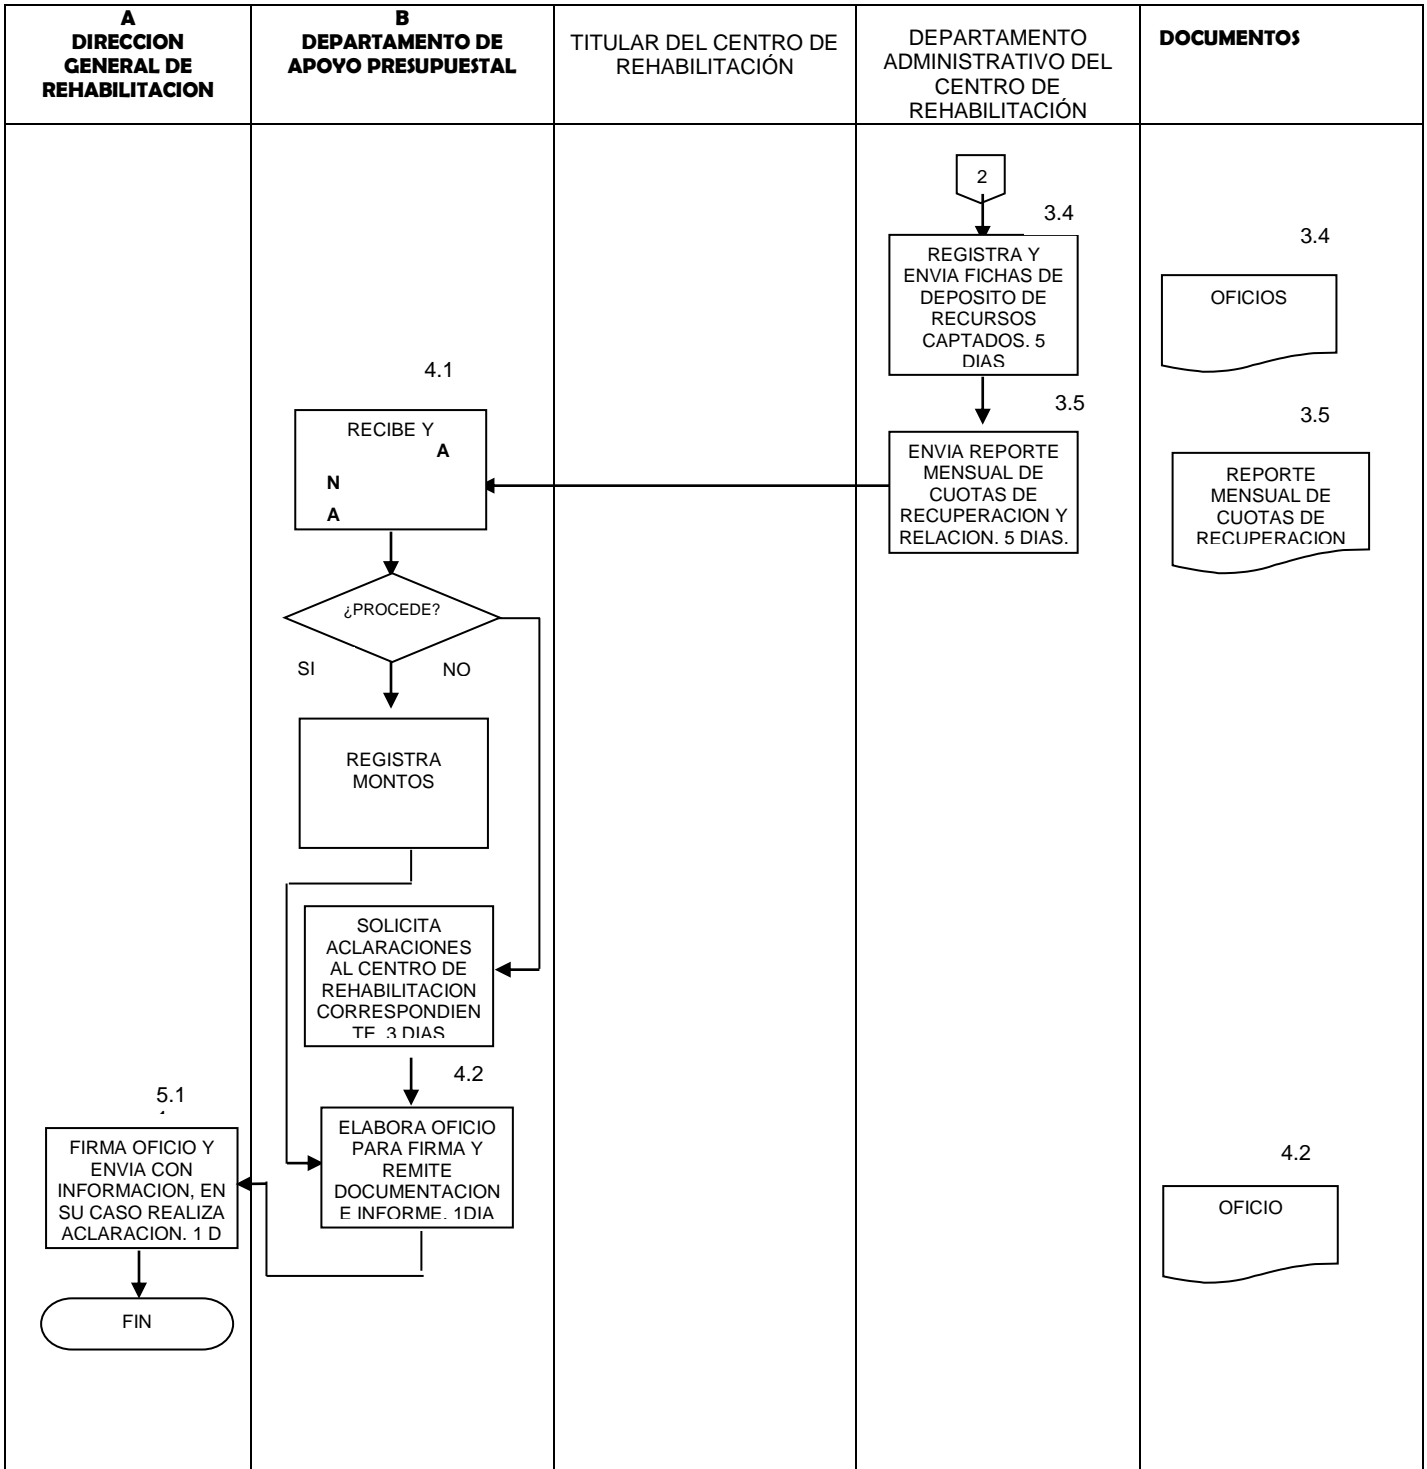 A
DIRECCION
GENERAL DE
REHABILITACION
B
DEPARTAMENTO DE
APOYO PRESUPUESTAL
TITULAR DEL CENTRO DE
REHABILITACIÓN
DEPARTAMENTO
ADMINISTRATIVO DEL
CENTRO DE
REHABILITACIÓN
DOCUMENTOS
2
3.4
REGISTRA Y
ENVIA FICHAS DE
DEPOSITO DE
RECURSOS
CAPTADOS. 5
DIAS
3.4
OFICIOS
3.5
ENVIA REPORTE
MENSUAL DE
CUOTAS DE
RECUPERACION Y
RELACION. 5 DIAS.
3.5
REPORTE
MENSUAL DE
CUOTAS DE
RECUPERACION
4.1
RECIBE Y
A
N
A
¿PROCEDE?
SI
NO
REGISTRA
MONTOS
SOLICITA
ACLARACIONES
AL CENTRO DE
REHABILITACION
CORRESPONDIEN
TE 3 DIAS
4.2
ELABORA OFICIO
PARA FIRMA Y
REMITE
DOCUMENTACION
E INFORME. 1DIA
4.2
OFICIO
5.1
FIRMA OFICIO Y
ENVIA CON
INFORMACION, EN
SU CASO REALIZA
ACLARACION. 1 D
FIN